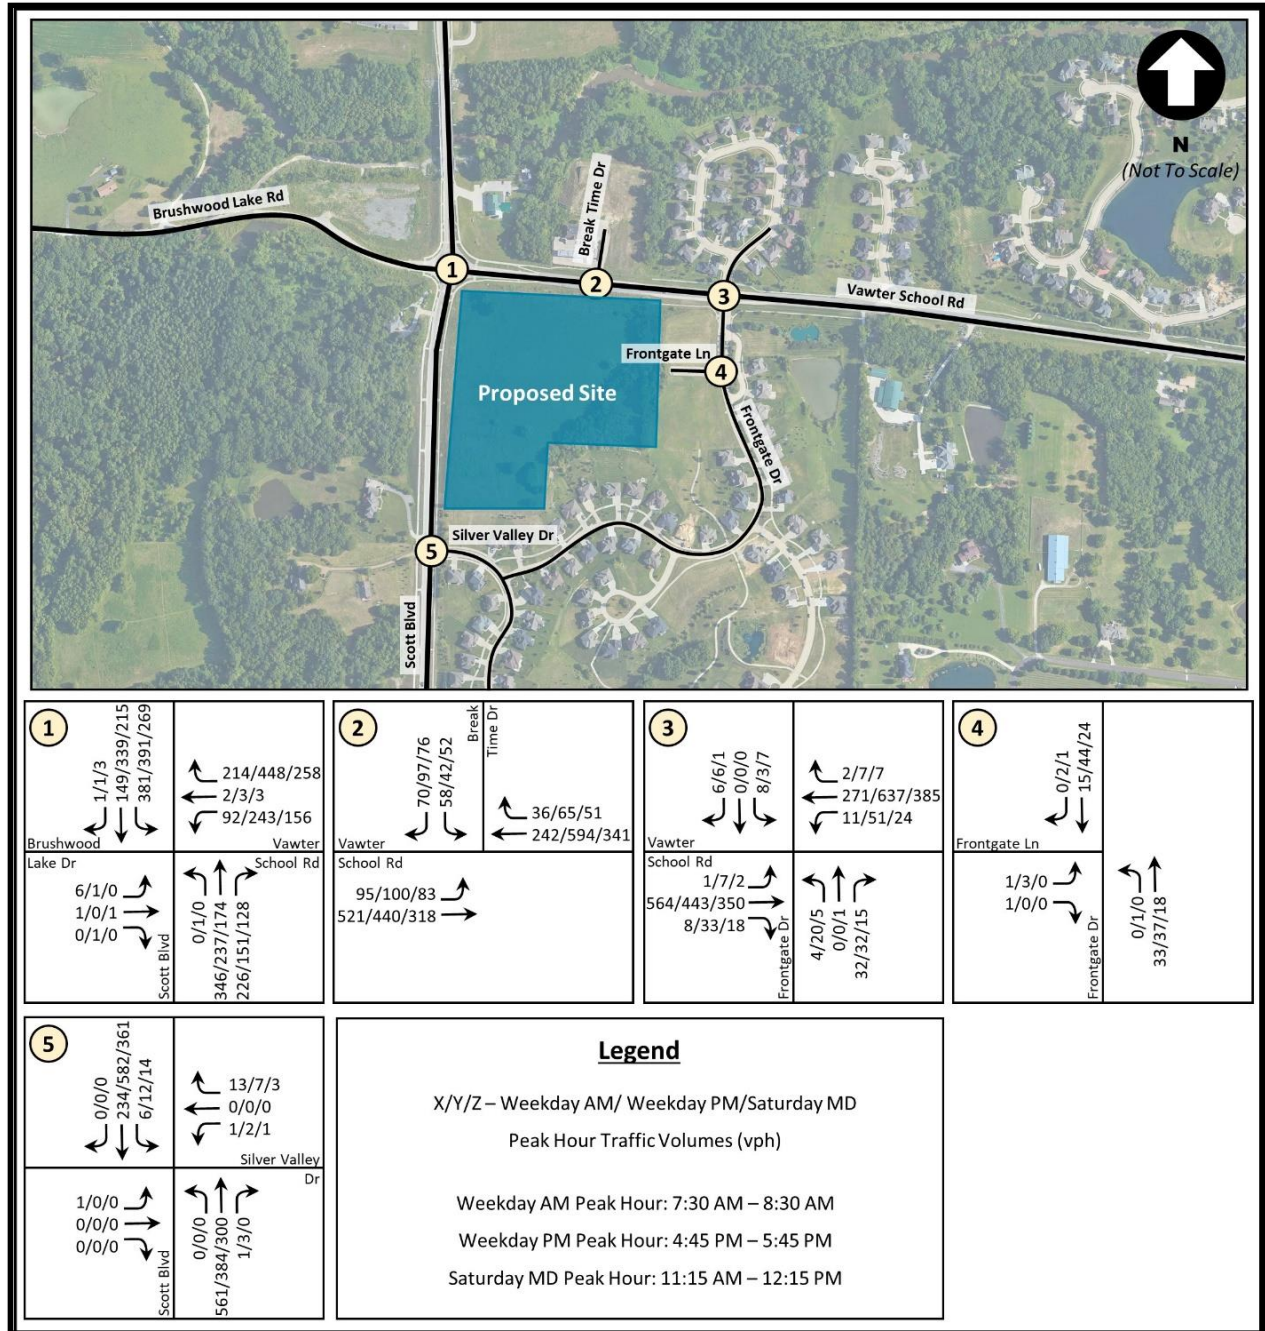 N
(Not To Scale)
Brushwood Lake Rd
Break Time Dr
1
2
3
Vawter School Rd
Frontgate Ln
4
Proposed Site
Frontgate Dr
Silver Valley Dr
5
Scott Blvd
1
1/1/3
149/339/215
381/391/269
214/448/258
2/3/3
92/243/156
Brushwood
Vawter
Lake Dr
School Rd
6/1/0
1/0/1
0/1/0
Scott Blvd
0/1/0
346/237/174
226/151/128
2
70/97/76
58/42/52
Break
Time Dr
36/65/51
242/594/341
Vawter
School Rd
95/100/83
521/440/318
3
6/6/1
0/0/0
8/3/7
2/7/7
271/637/385
11/51/24
Vawter
School Rd
1/7/2
564/443/350
8/33/18
Frontgate Dr
4/20/5
0/0/1
32/32/15
4
0/2/1
15/44/24
Frontgate Ln
1/3/0
1/0/0
Frontgate Dr
0/1/0
33/37/18
5
0/0/0
234/582/361
6/12/14
13/7/3
0/0/0
1/2/1
Silver Valley
Dr
1/0/0
0/0/0
0/0/0
Scott Blvd
0/0/0
561/384/300
1/3/0
Legend
X/Y/Z – Weekday AM/ Weekday PM/Saturday MD
Peak Hour Traffic Volumes (vph)
Weekday AM Peak Hour: 7:30 AM – 8:30 AM
Weekday PM Peak Hour: 4:45 PM – 5:45 PM
Saturday MD Peak Hour: 11:15 AM – 12:15 PM